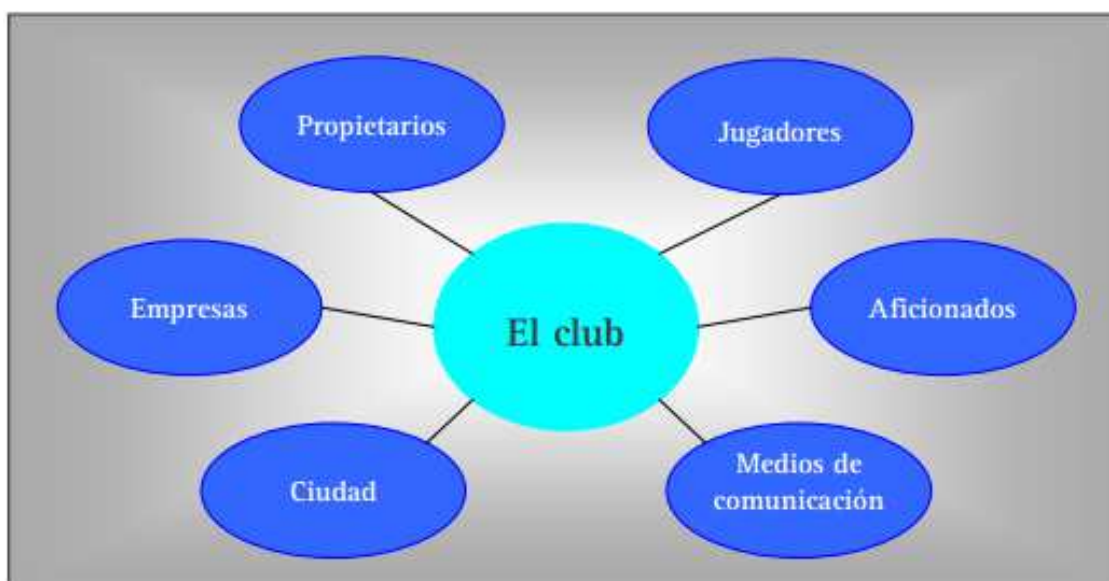 Propietarios
Jugadores
Empresas
El club
Aficionados
Ciudad
Medios de
comunicación